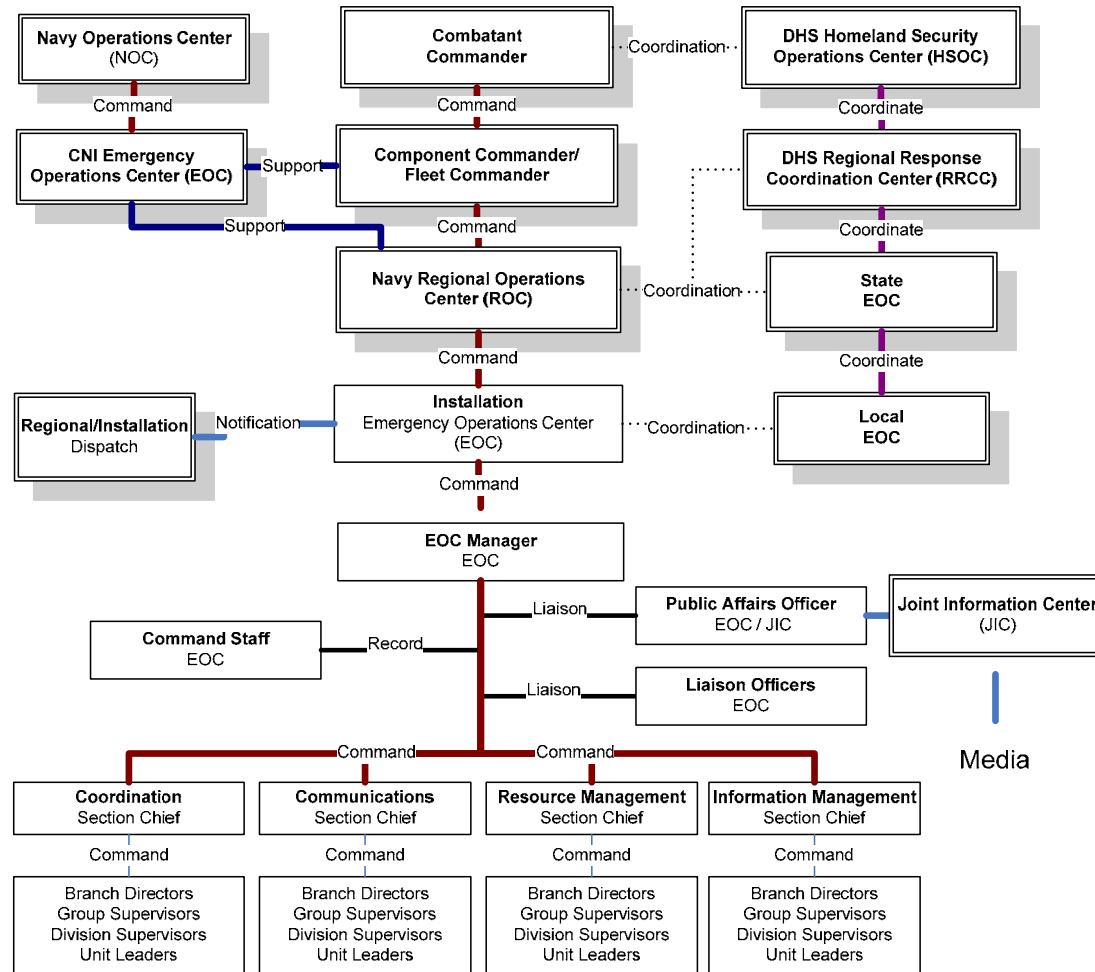 Navy Operations Center
(NOC)
Combatant
Commander
Coordination
DHS Homeland Security
Operations Center (HSOC)
Command
Command
Coordinate
CNI Emergency
Operations Center (EOC)
Support
Component Commander/
Fleet Commander
DHS Regional Response
Coordination Center (RRCC)
Support
Command
Coordinate
Navy Regional Operations
Center (ROC)
Coordination
State
EOC
Command
Coordinate
Regional/Installation
Dispatch
Notification
Installation
Emergency Operations Center
(EOC)
Coordination
Local
EOC
Command
EOC Manager
EOC
Liaison
Public Affairs Officer
EOC / JIC
Joint Information Center
(JIC)
Command Staff
EOC
Record
Liaison
Liaison Officers
EOC
Media
Command
Command
Coordination
Section Chief
Communications
Section Chief
Resource Management
Section Chief
Information Management
Section Chief
Command
Command
Command
Command
Branch Directors
Group Supervisors
Division Supervisors
Unit Leaders
Branch Directors
Group Supervisors
Division Supervisors
Unit Leaders
Branch Directors
Group Supervisors
Division Supervisors
Unit Leaders
Branch Directors
Group Supervisors
Division Supervisors
Unit Leaders